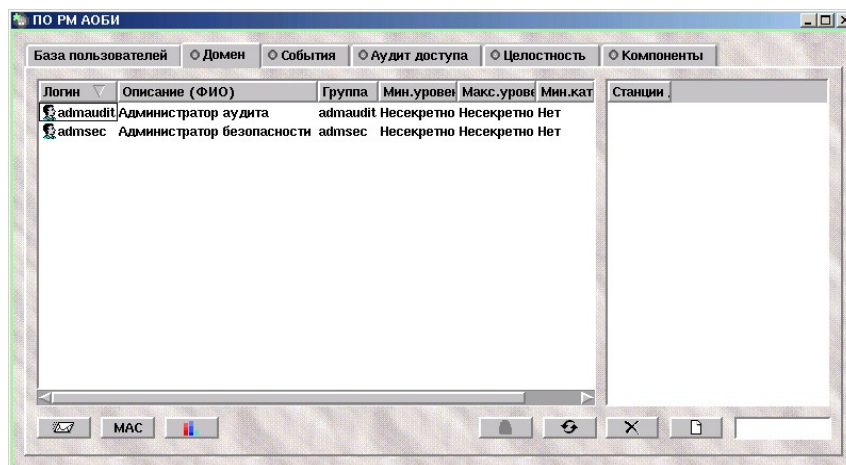 ПО РМ АОБИ
База пользователей Домен События Аудит доступа Целостность Компоненты
Логин Описание (ФИО) Группа Мин.уровен Макс.урове Мин.кат Станции
admaudit Администратор аудита admaudit Несекретно Несекретно Нет
admsec Администратор безопасности admsec Несекретно Несекретно Нет
MAC